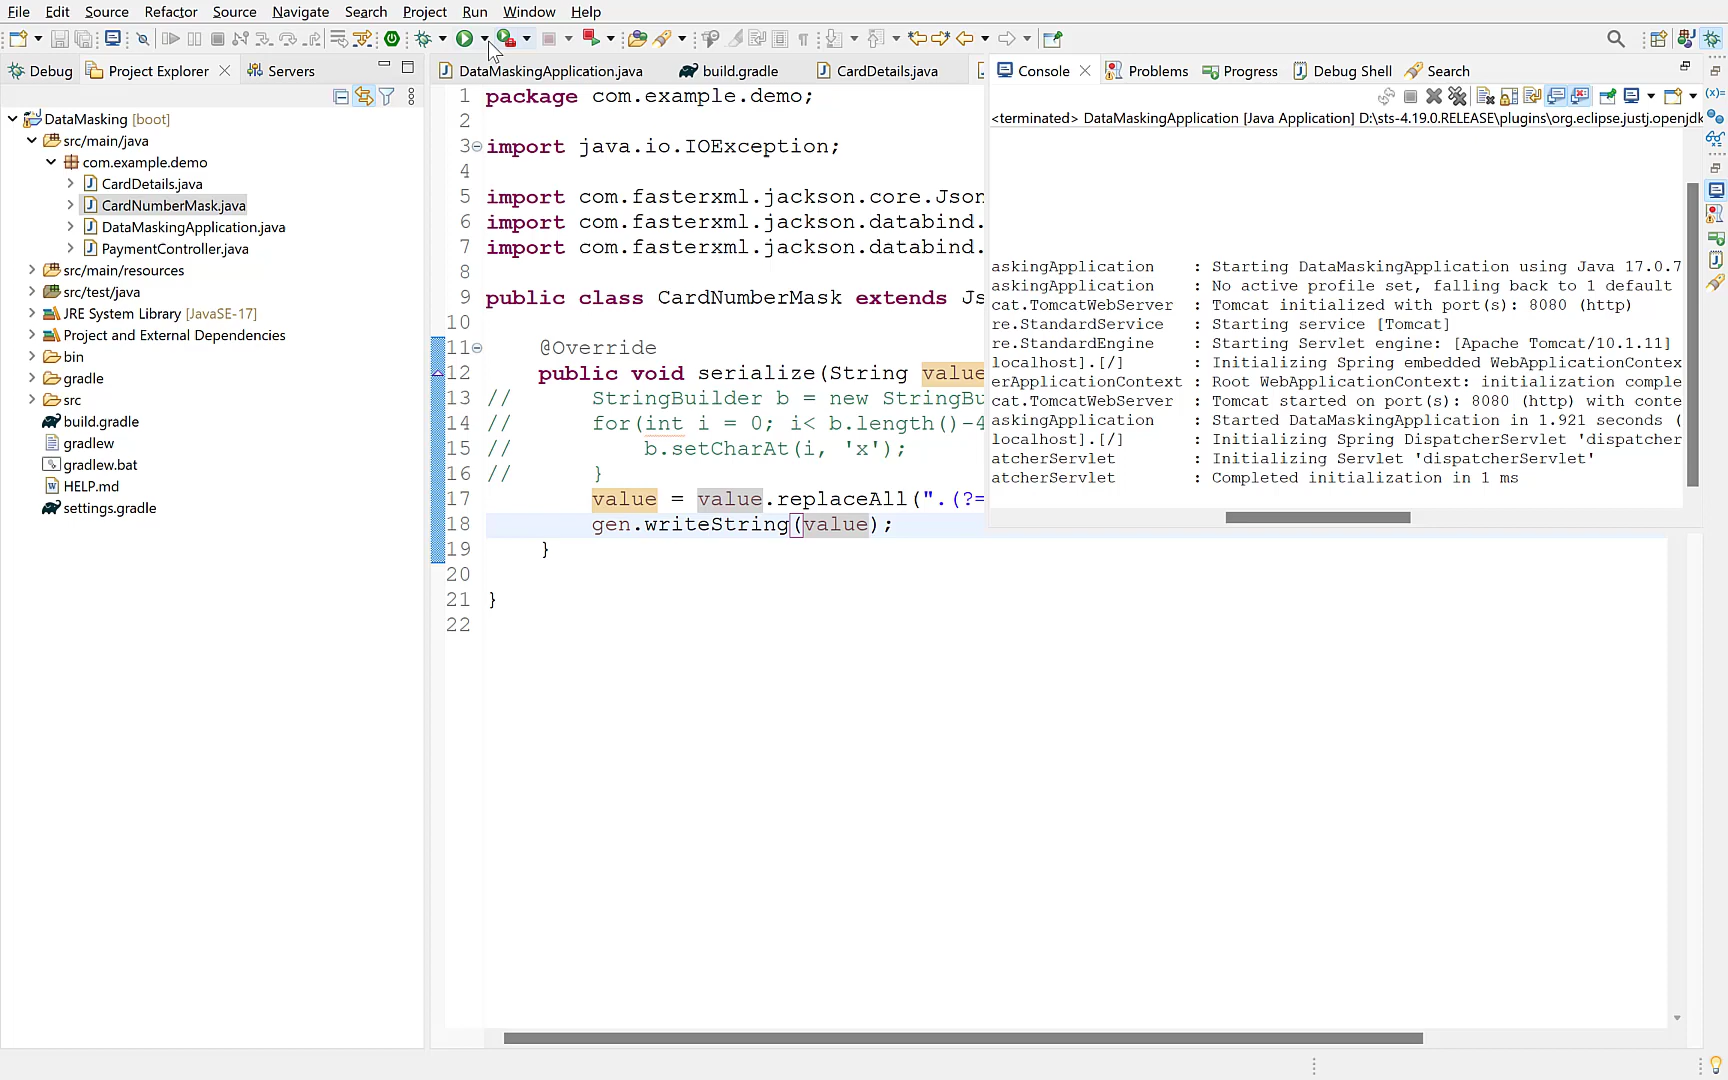 File Edit Source Refactor Source Navigate Search Project Run Window Help
Debug Project Explorer Servers
DataMaskingApplication.java build.gradle CardDetails.java
Console Problems Progress Debug Shell Search
DataMasking [boot]
src/main/java
com.example.demo
CardDetails.java
CardNumberMask.java
DataMaskingApplication.java
PaymentController.java
src/main/resources
src/test/java
JRE System Library [JavaSE-17]
Project and External Dependencies
bin
gradle
src
build.gradle
gradlew
gradlew.bat
HELP.md
settings.gradle
1 package com.example.demo;
2
3 import java.io.IOException;
4
5 import com.fasterxml.jackson.core.Json
6 import com.fasterxml.jackson.databind.
7 import com.fasterxml.jackson.databind.
8
9 public class CardNumberMask extends Js
10
11 @Override
12 public void serialize(String value
13 // StringBuilder b = new StringBu
14 // for(int i = 0; i< b.length()-4
15 // b.setCharAt(i, 'x');
16 // }
17 value = value.replaceAll(".(?=
18 gen.writeString(value);
19 }
20
21 }
22
<terminated> DataMaskingApplication [Java Application] D:\sts-4.19.0.RELEASE\plugins\org.eclipse.justj.openjdk
askingApplication : Starting DataMaskingApplication using Java 17.0.7
askingApplication : No active profile set, falling back to 1 default
cat.TomcatWebServer : Tomcat initialized with port(s): 8080 (http)
re.StandardService : Starting service [Tomcat]
re.StandardEngine : Starting Servlet engine: [Apache Tomcat/10.1.11]
localhost].[/] : Initializing Spring embedded WebApplicationContex
erApplicationContext : Root WebApplicationContext: initialization comple
cat.TomcatWebServer : Tomcat started on port(s): 8080 (http) with conte
askingApplication : Started DataMaskingApplication in 1.921 seconds (
localhost].[/] : Initializing Spring DispatcherServlet 'dispatcher
atcherServlet : Initializing Servlet 'dispatcherServlet'
atcherServlet : Completed initialization in 1 ms